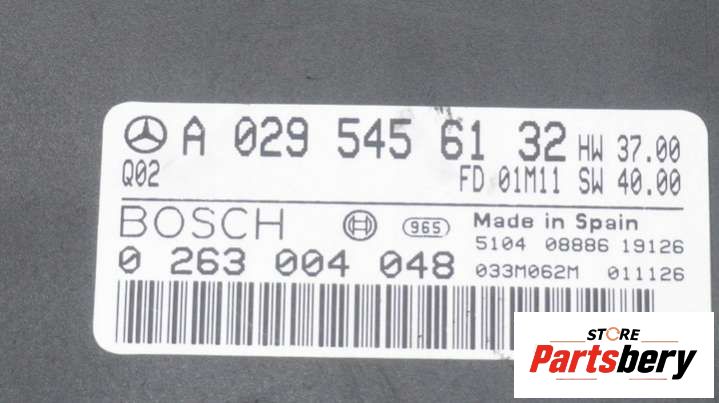 A 029 545 61 32 HW 37.00
Q02 FD 01M11 SW 40.00
BOSCH 965 Made in Spain
5104 08886 19126
0 263 004 048 033M062M 011126
STORE
Partsbery